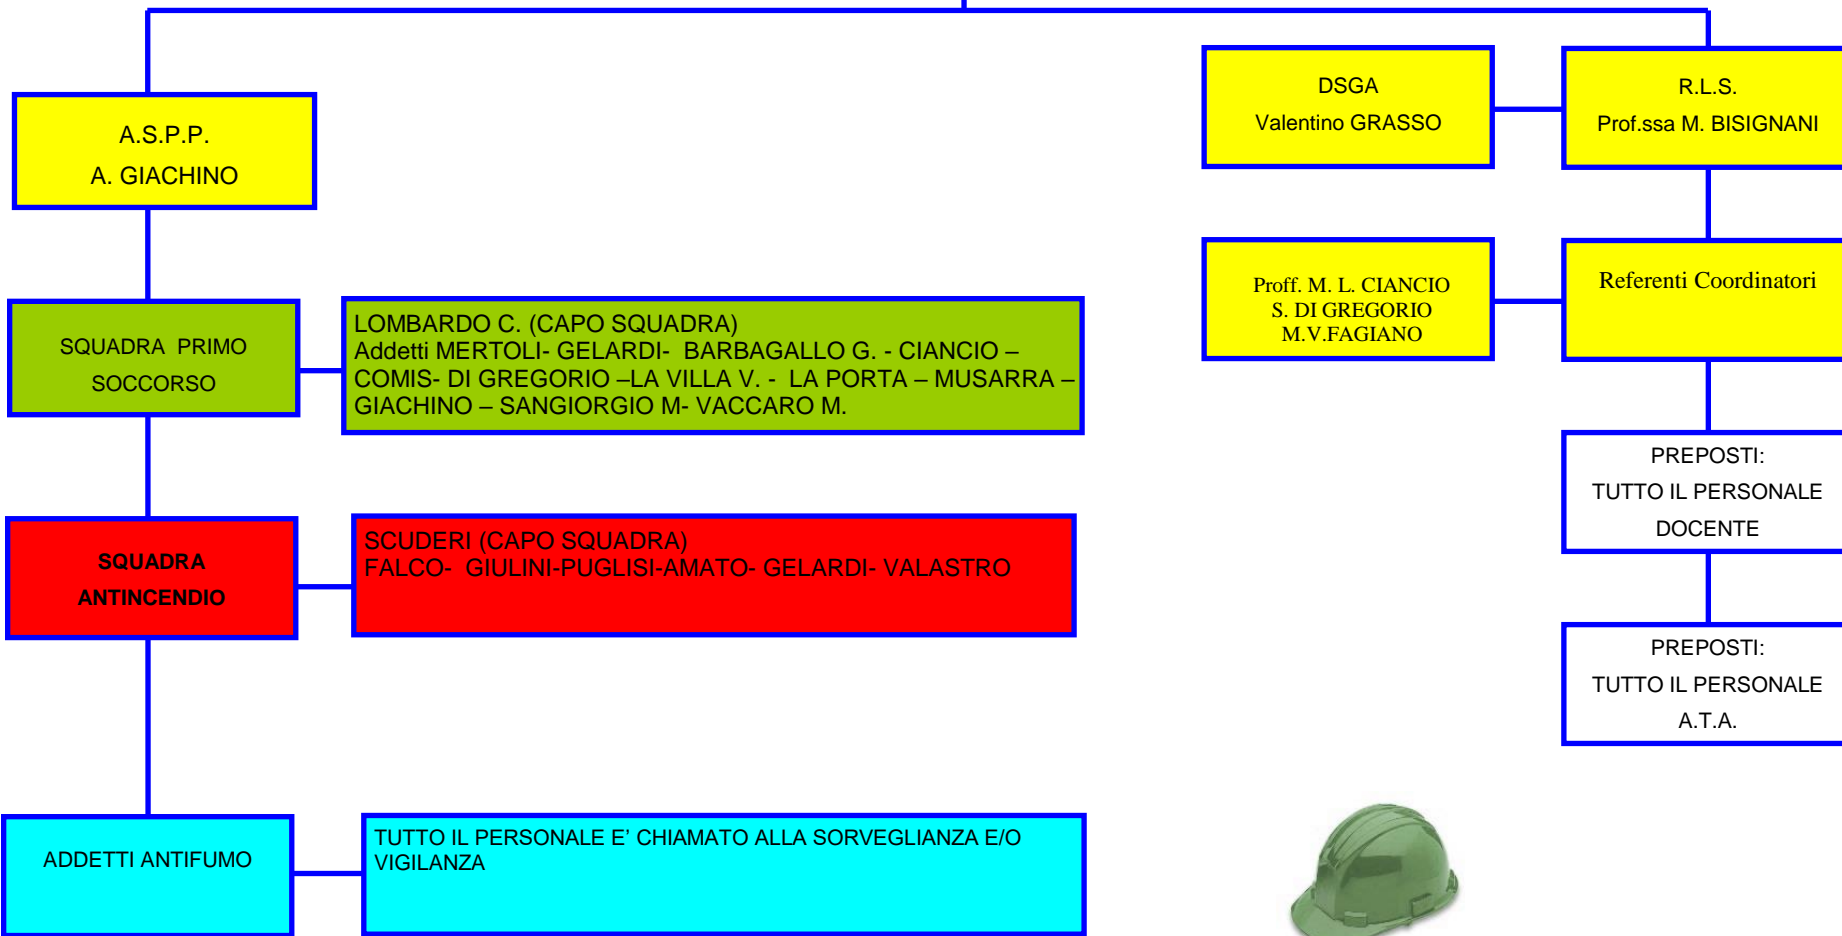 A.S.P.P.
A. GIACHINO
DSGA
Valentino GRASSO
R.L.S.
Prof.ssa M. BISIGNANI
SQUADRA PRIMO
SOCCORSO
LOMBARDO C. (CAPO SQUADRA)
Addetti MERTOLI- GELARDI- BARBAGALLO G. - CIANCIO –
COMIS- DI GREGORIO –LA VILLA V. - LA PORTA – MUSARRA –
GIACHINO – SANGIORGIO M- VACCARO M.
Proff. M. L. CIANCIO
S. DI GREGORIO
M.V.FAGIANO
Referenti Coordinatori
SQUADRA
ANTINCENDIO
SCUDERI (CAPO SQUADRA)
FALCO- GIULINI-PUGLISI-AMATO- GELARDI- VALASTRO
PREPOSTI:
TUTTO IL PERSONALE
DOCENTE
PREPOSTI:
TUTTO IL PERSONALE
A.T.A.
ADDETTI ANTIFUMO
TUTTO IL PERSONALE E’ CHIAMATO ALLA SORVEGLIANZA E/O
VIGILANZA